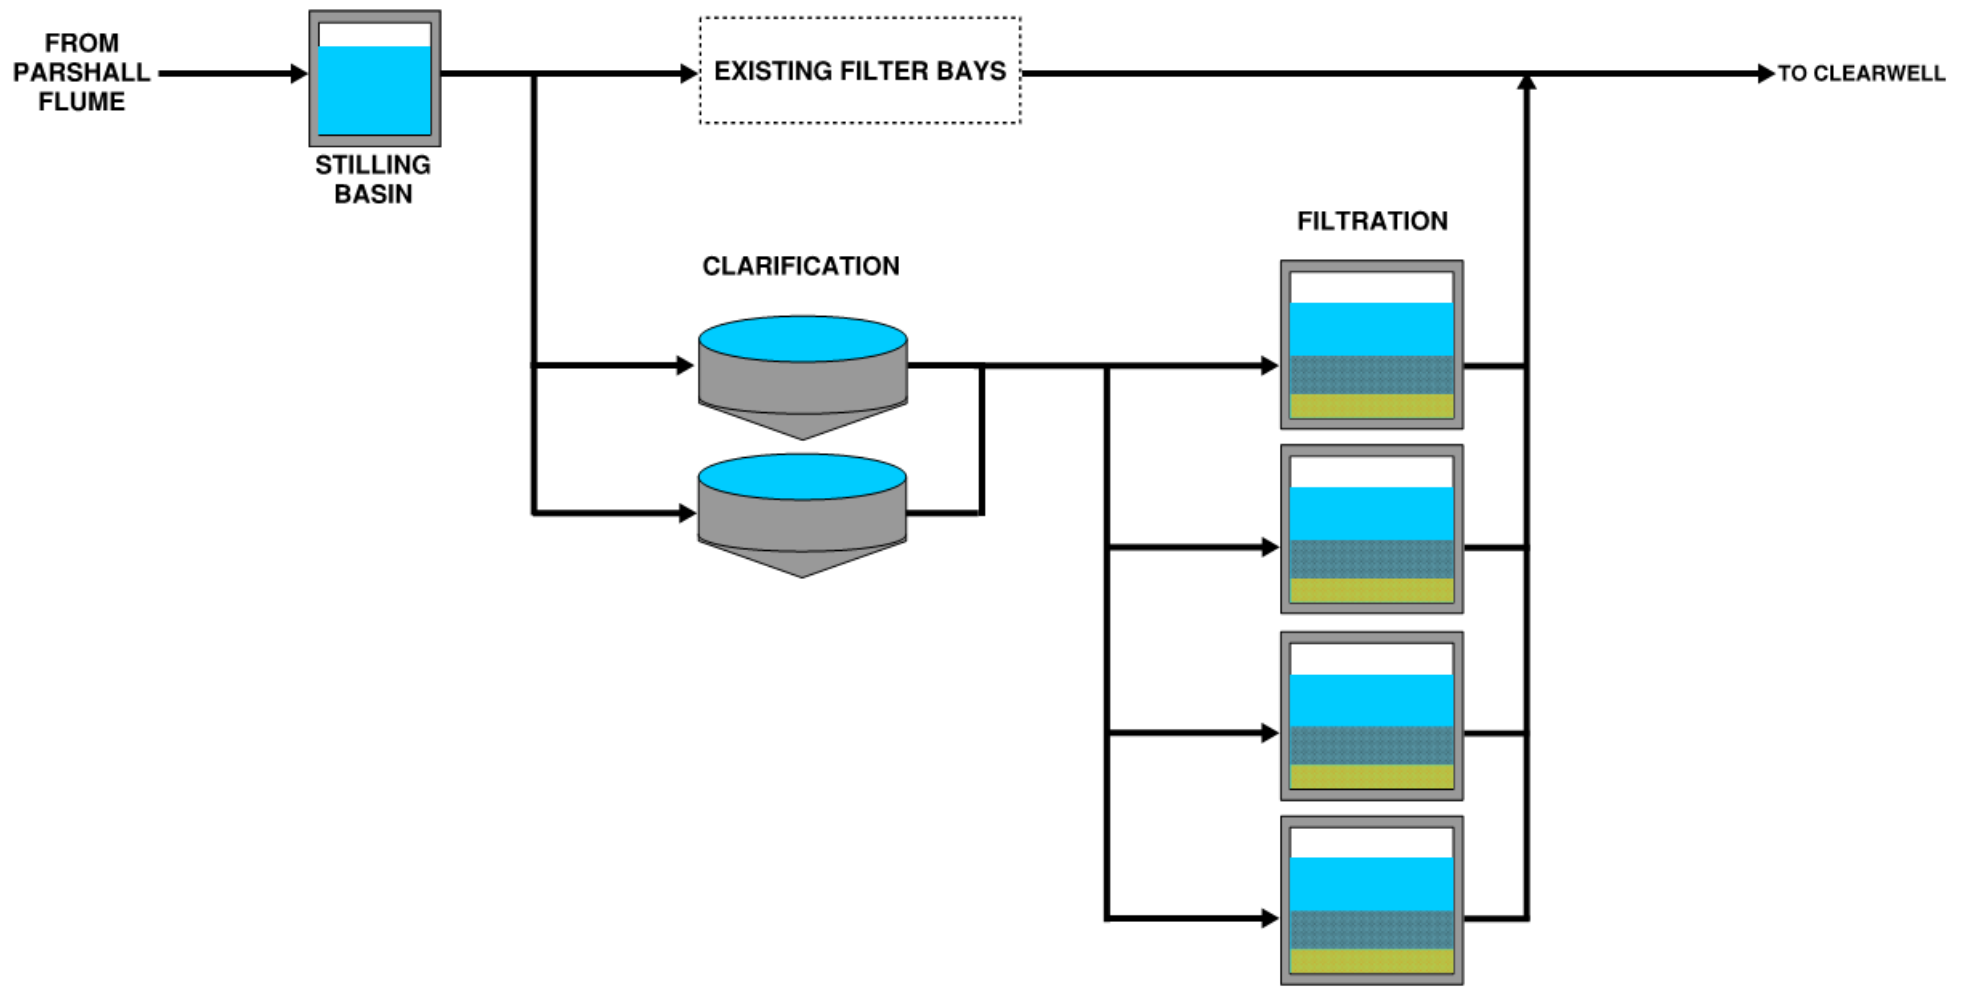 FROM
PARSHALL
FLUME
STILLING
BASIN
EXISTING FILTER BAYS
TO CLEARWELL
CLARIFICATION
FILTRATION